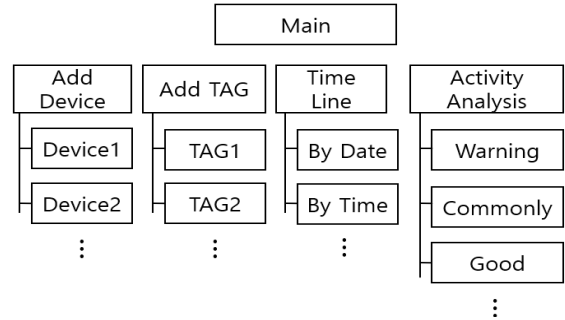 Main
Add
Device
Device1
Device2
Add TAG
TAG1
TAG2
Time
Line
By Date
By Time
Activity
Analysis
Warning
Commonly
Good